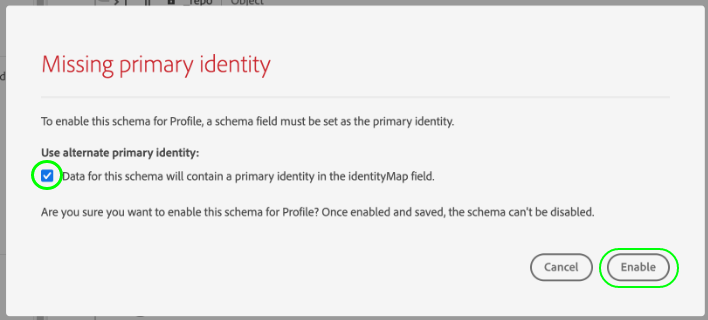 _repo Object
Missing primary identity
To enable this schema for Profile, a schema field must be set as the primary identity.
Use alternate primary identity:
Data for this schema will contain a primary identity in the identityMap field.
Are you sure you want to enable this schema for Profile? Once enabled and saved, the schema can't be disabled.
Cancel Enable